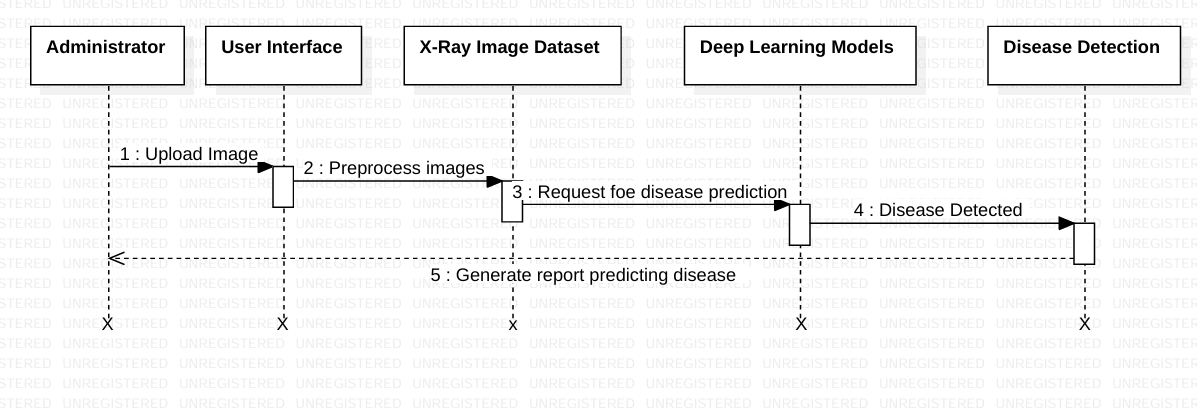 Administrator
User Interface
X-Ray Image Dataset
Deep Learning Models
Disease Detection
1 : Upload Image
2 : Preprocess images
3 : Request foe disease prediction
4 : Disease Detected
5 : Generate report predicting disease
X
X
x
X
X
UNREGISTERED